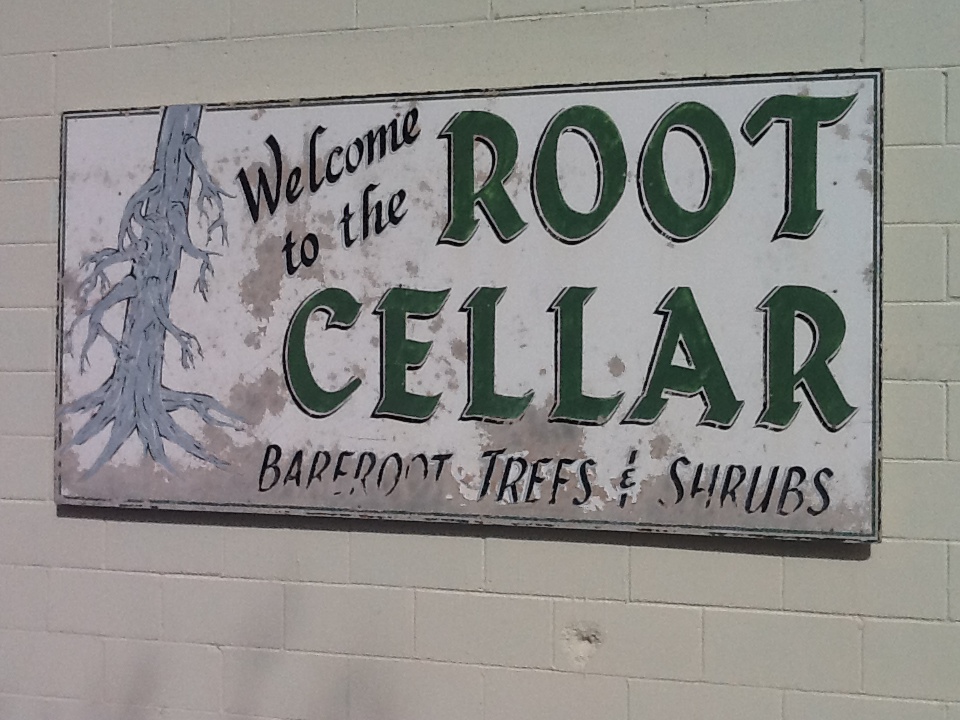 Welcome
to the
ROOT
CELLAR
BAREROOT TREES & SHRUBS